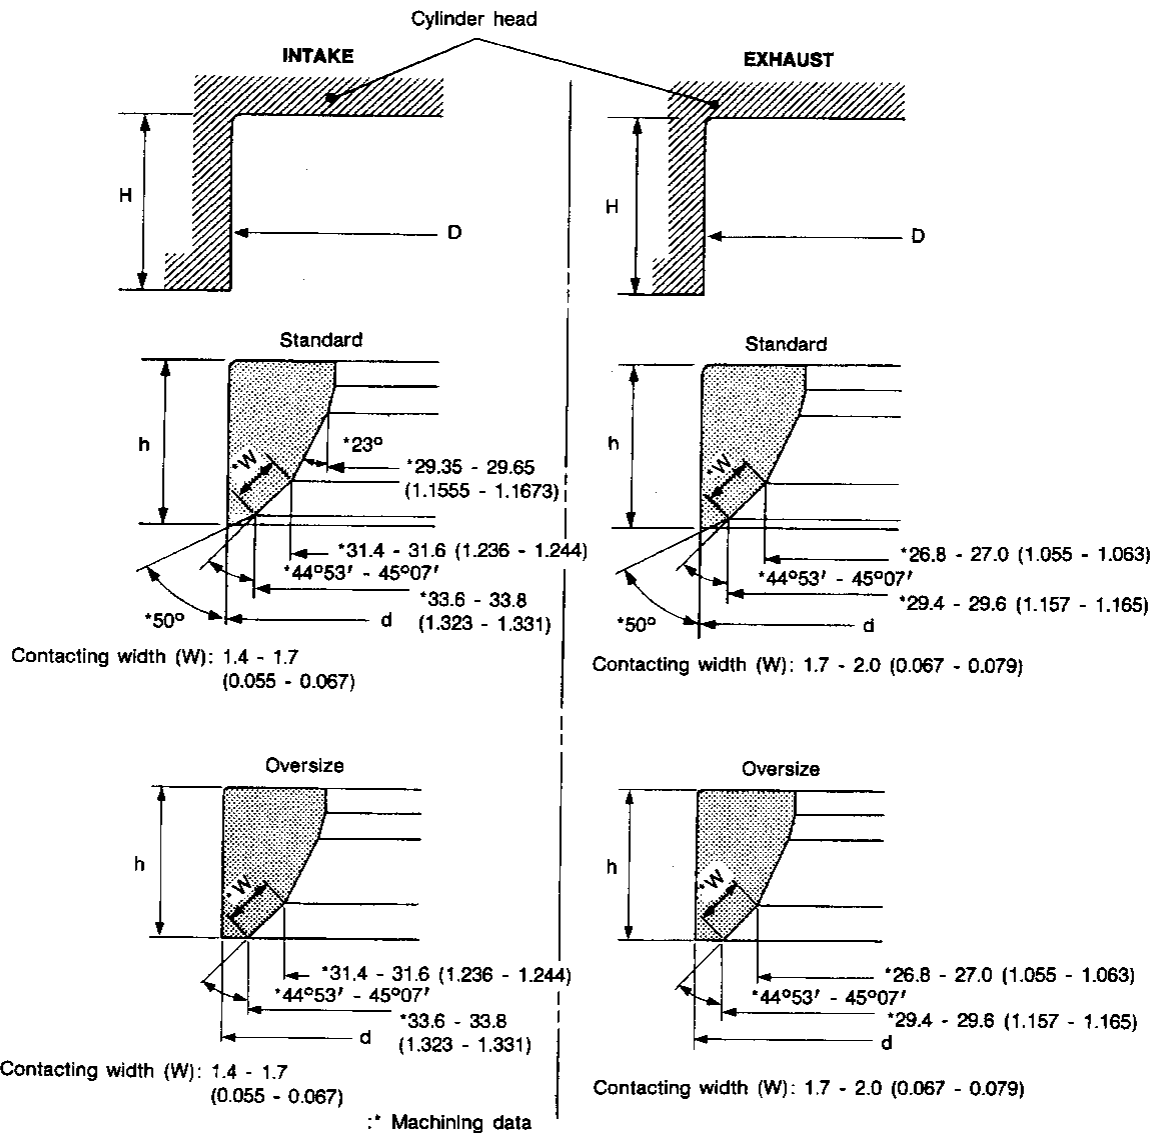 Cylinder head
INTAKE
EXHAUST
H
D
H
D
Standard
h
*W
*23°
*29.35 - 29.65
(1.1555 - 1.1673)
*31.4 - 31.6 (1.236 - 1.244)
*44°53′ - 45°07′
*33.6 - 33.8
(1.323 - 1.331)
*50°
d
Contacting width (W): 1.4 - 1.7
(0.055 - 0.067)
Standard
h
*W
*26.8 - 27.0 (1.055 - 1.063)
*44°53′ - 45°07′
*29.4 - 29.6 (1.157 - 1.165)
*50°
d
Contacting width (W): 1.7 - 2.0 (0.067 - 0.079)
Oversize
h
*W
*31.4 - 31.6 (1.236 - 1.244)
*44°53′ - 45°07′
*33.6 - 33.8
(1.323 - 1.331)
d
Contacting width (W): 1.4 - 1.7
(0.055 - 0.067)
Oversize
h
*W
*26.8 - 27.0 (1.055 - 1.063)
*44°53′ - 45°07′
*29.4 - 29.6 (1.157 - 1.165)
d
Contacting width (W): 1.7 - 2.0 (0.067 - 0.079)
:* Machining data